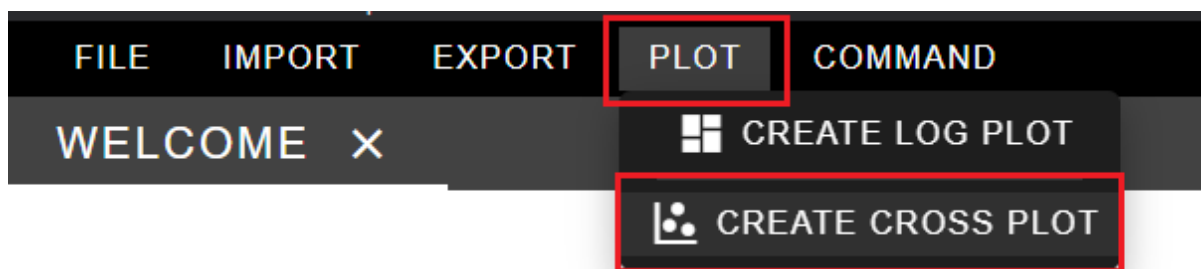 FILE IMPORT EXPORT PLOT COMMAND
WELCOME ×
CREATE LOG PLOT
CREATE CROSS PLOT